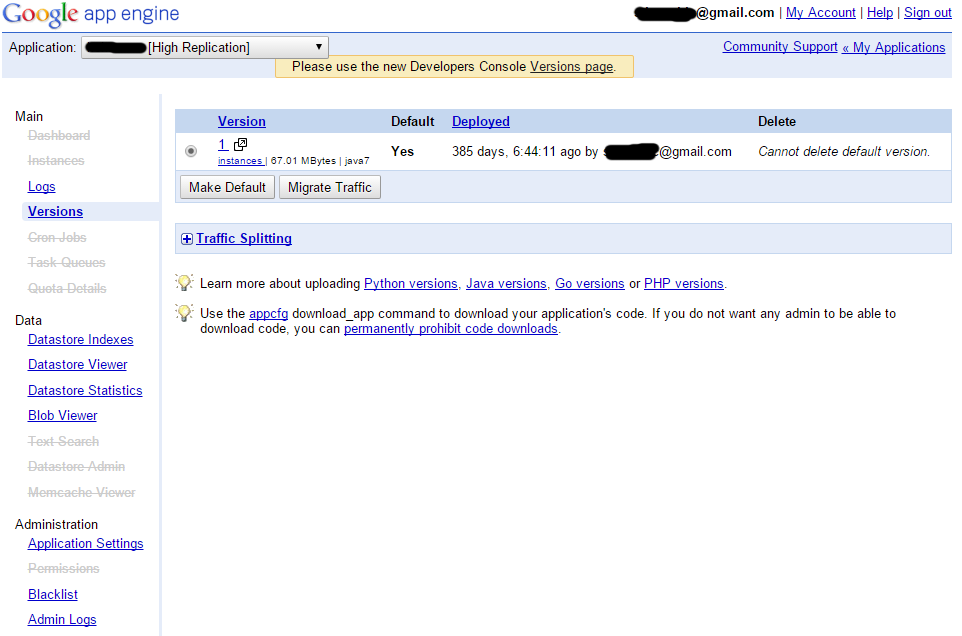 Google app engine
@gmail.com | My Account | Help | Sign out
Application: [High Replication]
Community Support « My Applications
Please use the new Developers Console Versions page.
Main
Dashboard
Instances
Logs
Versions
Cron Jobs
Task Queues
Quota Details
Data
Datastore Indexes
Datastore Viewer
Datastore Statistics
Blob Viewer
Text Search
Datastore Admin
Memcache Viewer
Administration
Application Settings
Permissions
Blacklist
Admin Logs
Version Default Deployed Delete
1
Yes 385 days, 6:44:11 ago by @gmail.com Cannot delete default version.
instances | 67.01 MBytes | java7
Make Default Migrate Traffic
Traffic Splitting
Learn more about uploading Python versions, Java versions, Go versions or PHP versions.
Use the appcfg download_app command to download your application's code. If you do not want any admin to be able to
download code, you can permanently prohibit code downloads.